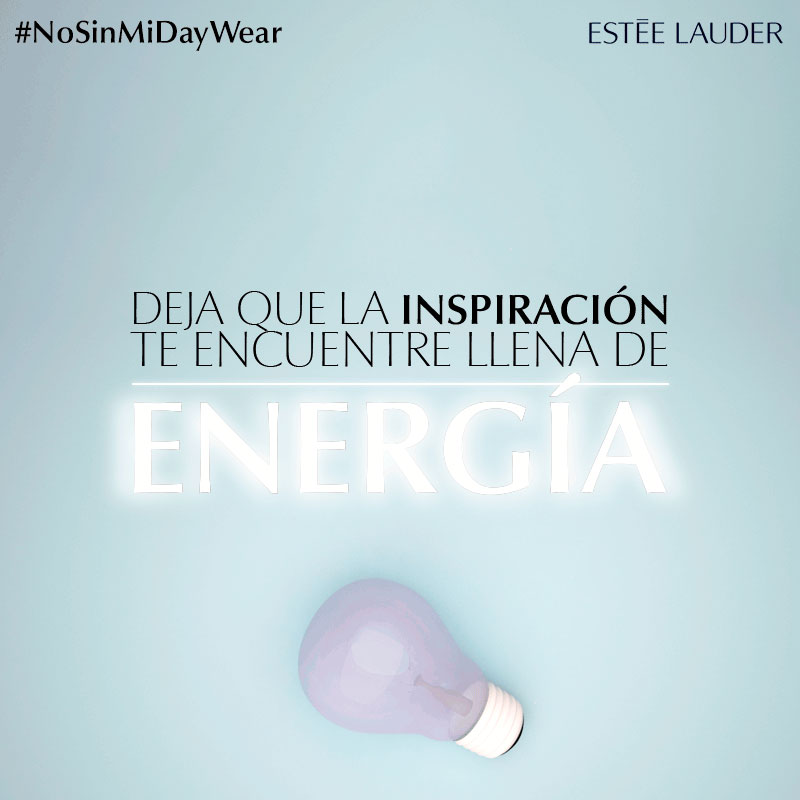 #NoSinMiDayWear
ESTĒE LAUDER
DEJA QUE LA INSPIRACIÓN
TE ENCUENTRE LLENA DE
ENERGÍA